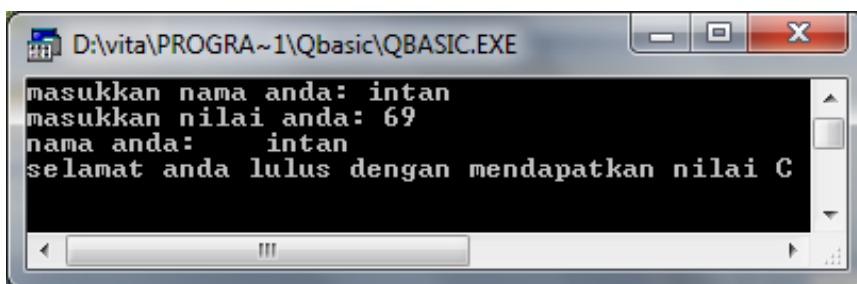 D:\vita\PROGRA~1\Qbasic\QBASIC.EXE
masukkan nama anda: intan
masukkan nilai anda: 69
nama anda:    intan
selamat anda lulus dengan mendapatkan nilai C